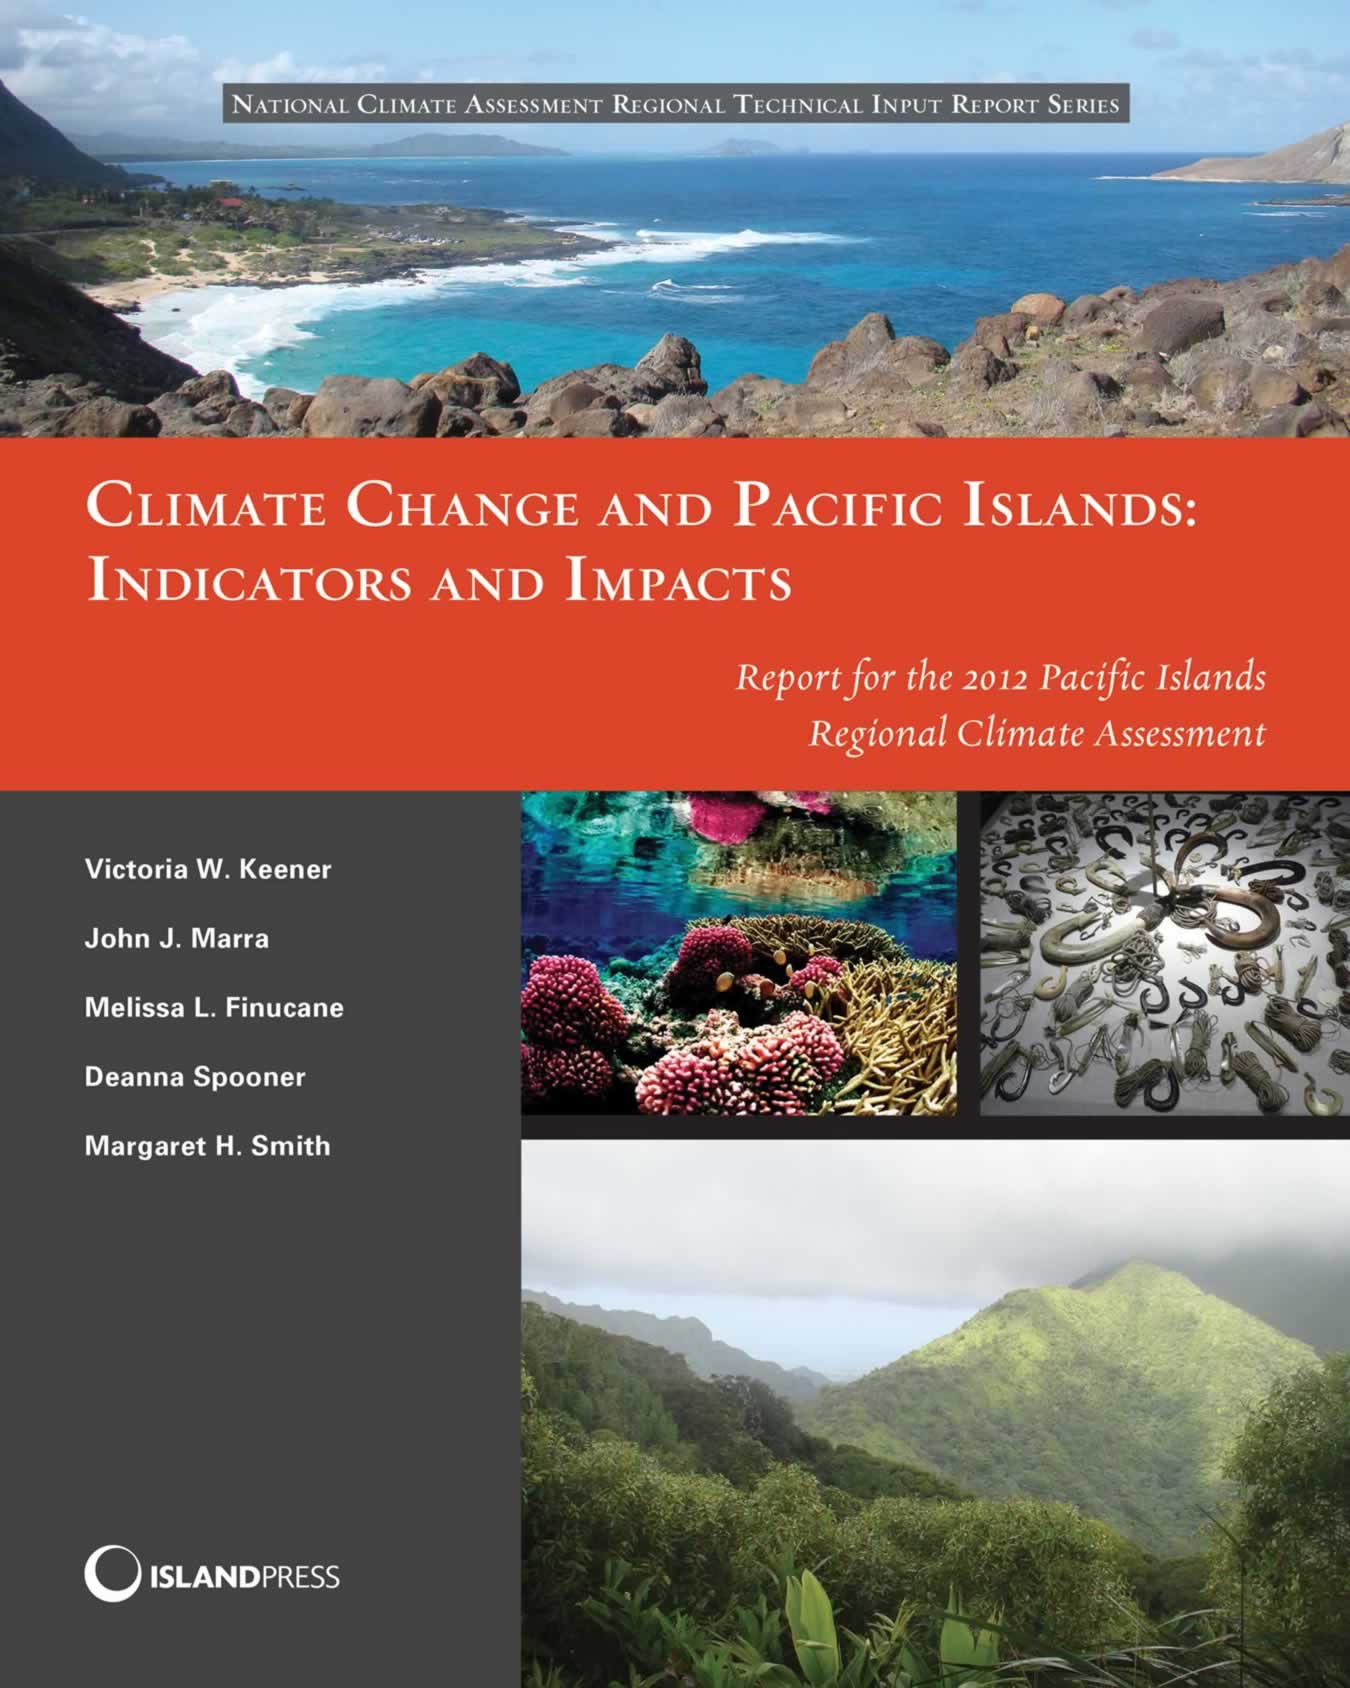 National Climate Assessment Regional Technical Input Report Series
Climate Change and Pacific Islands:
Indicators and Impacts
Report for the 2012 Pacific Islands
Regional Climate Assessment
Victoria W. Keener
John J. Marra
Melissa L. Finucane
Deanna Spooner
Margaret H. Smith
ISLANDPRESS